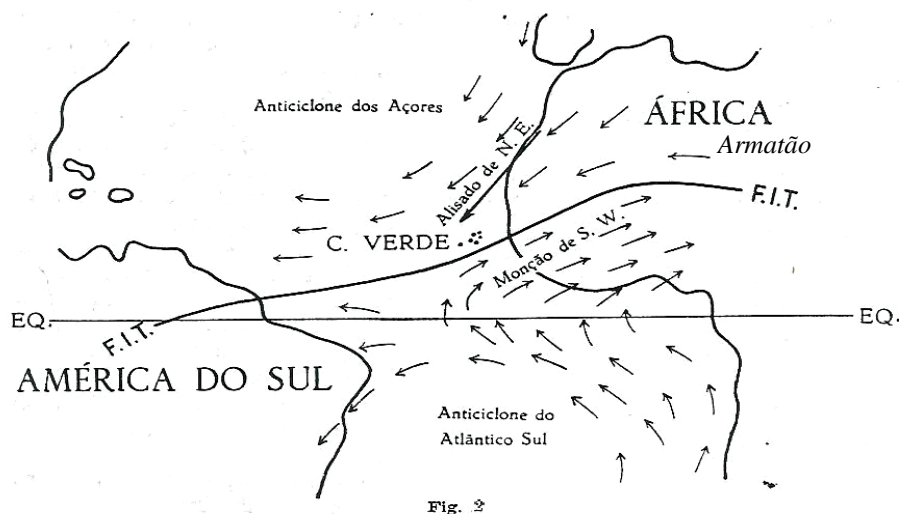 Anticiclone dos Açores
ÁFRICA
Armatão
Alisado de N. E.
F.I.T.
C. VERDE
Monção de S. W.
EQ.
EQ.
F.I.T.
AMÉRICA DO SUL
Anticiclone do
Atlântico Sul
Fig. 2